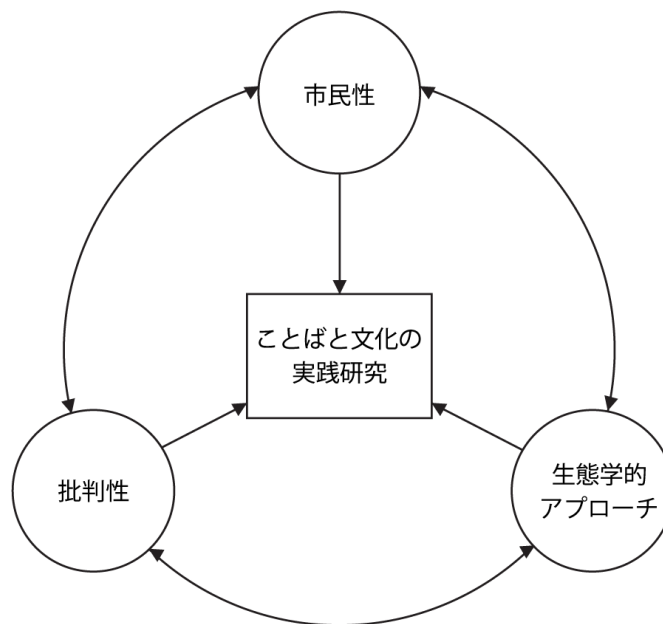 市民性
ことばと文化の
実践研究
批判性
生態学的
アプローチ